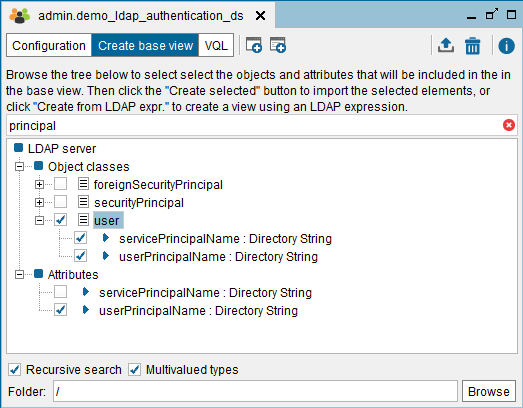 admin.demo_ldap_authentication_ds
Configuration Create base view VQL
Browse the tree below to select select the objects and attributes that will be included in the in
the base view. Then click the "Create selected" button to import the selected elements, or
click "Create from LDAP expr." to create a view using an LDAP expression.
principal
LDAP server
Object classes
foreignSecurityPrincipal
securityPrincipal
user
servicePrincipalName : Directory String
userPrincipalName : Directory String
Attributes
servicePrincipalName : Directory String
userPrincipalName : Directory String
Recursive search Multivalued types
Folder: / Browse